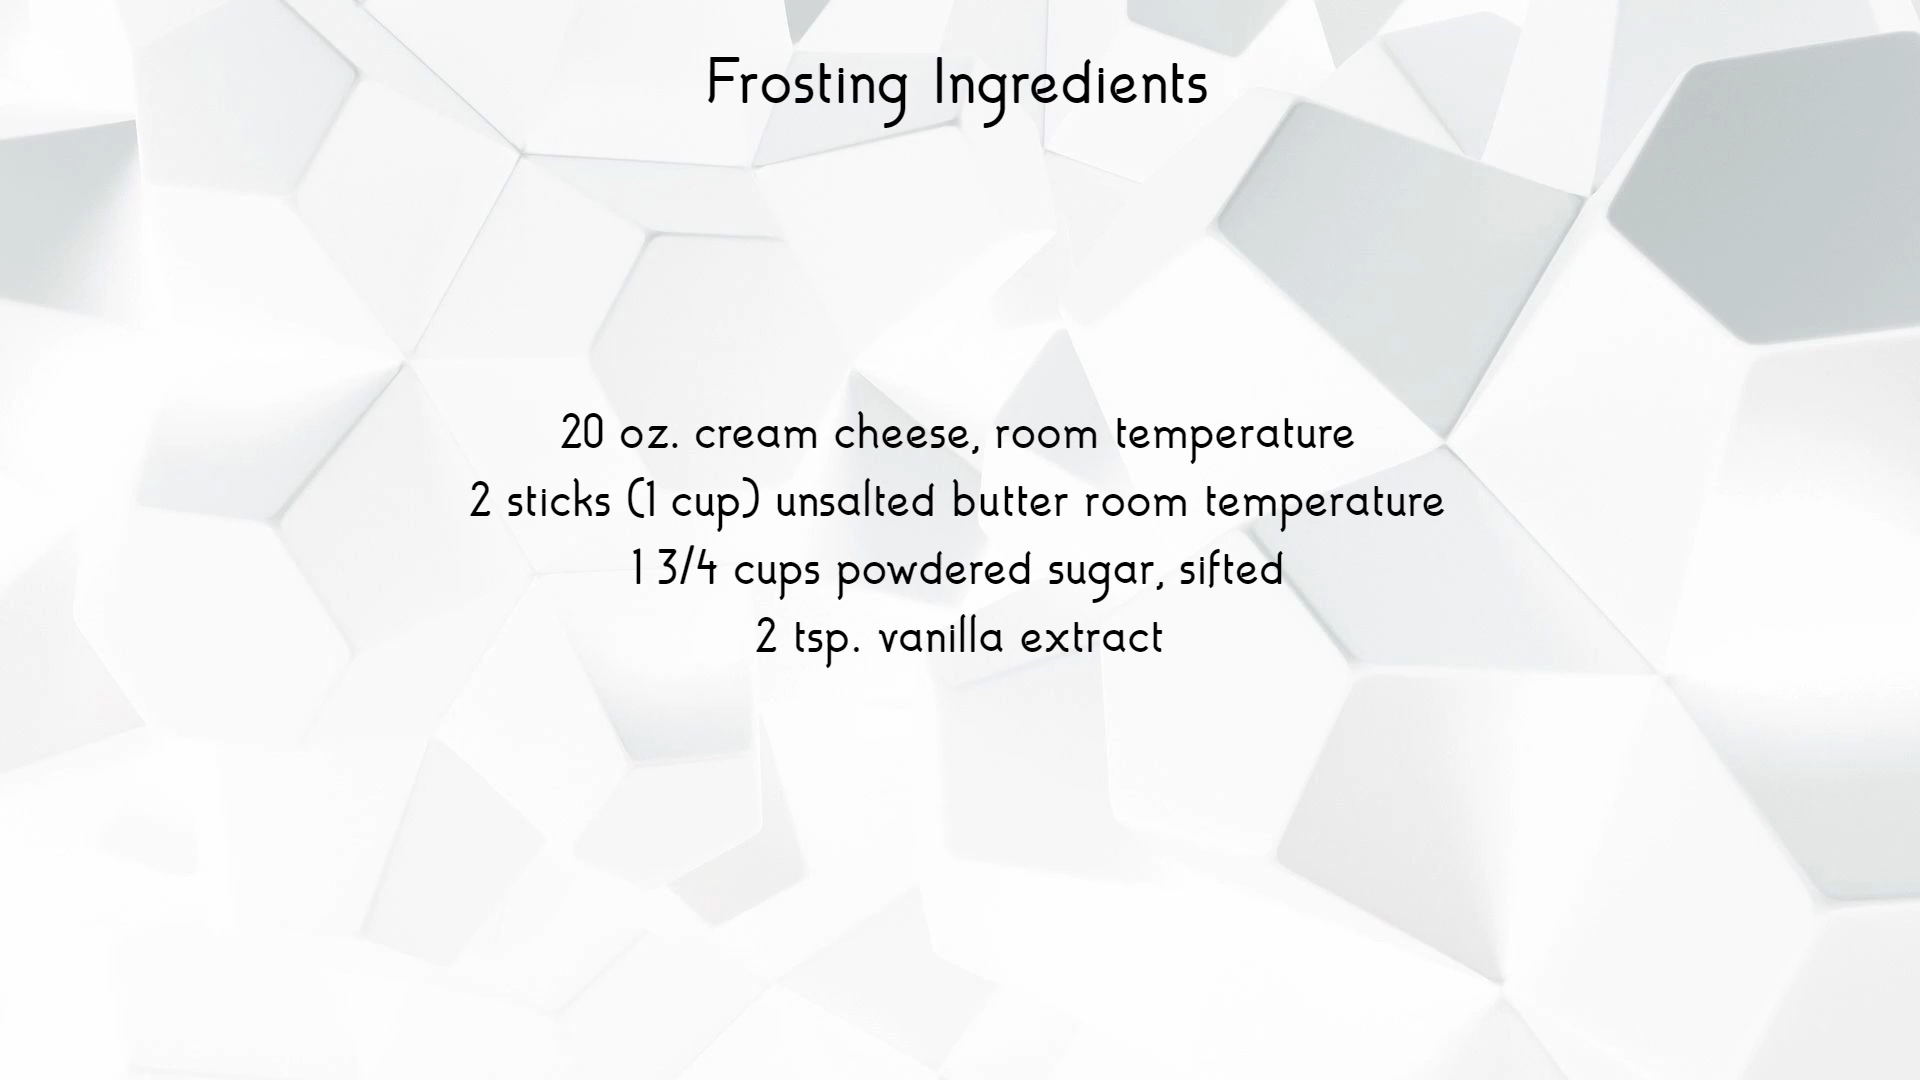 Frosting Ingredients
20 oz. cream cheese, room temperature
2 sticks (1 cup) unsalted butter room temperature
1 3/4 cups powdered sugar, sifted
2 tsp. vanilla extract